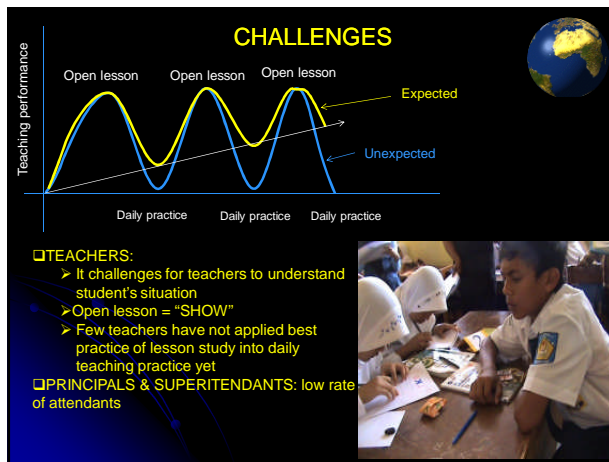 CHALLENGES
Open lesson
Open lesson
Open lesson
Teaching performance
Expected
Unexpected
Daily practice
Daily practice
Daily practice
❑TEACHERS:
➢ It challenges for teachers to understand
student’s situation
➢Open lesson = “SHOW”
➢ Few teachers have not applied best
practice of lesson study into daily
teaching practice yet
❑PRINCIPALS & SUPERITENDANTS: low rate
of attendants